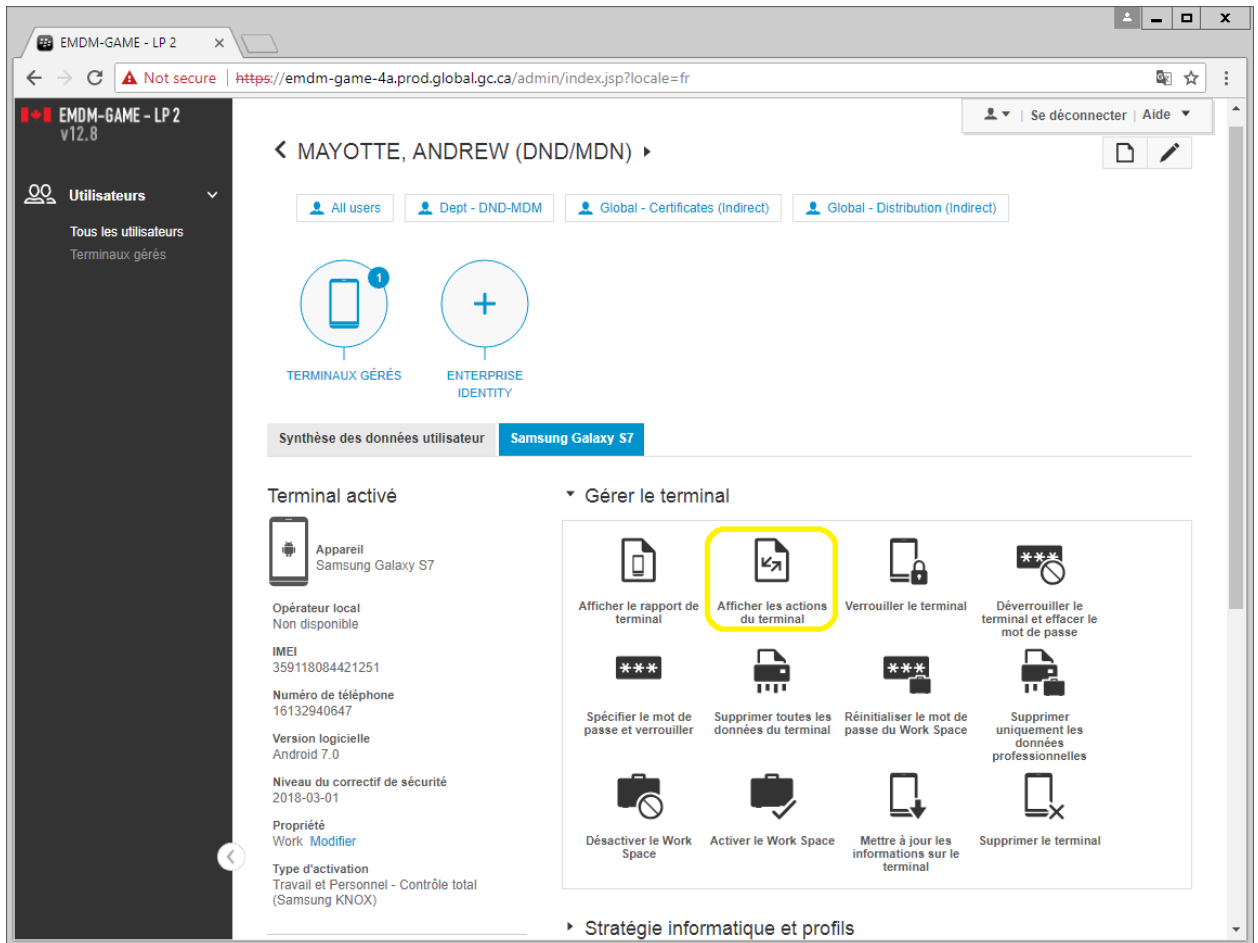 EMDM-GAME - LP 2
Not secure | https://emdm-game-4a.prod.global.gc.ca/admin/index.jsp?locale=fr
EMDM-GAME – LP 2
v12.8
Se déconnecter | Aide
MAYOTTE, ANDREW (DND/MDN)
Utilisateurs
Tous les utilisateurs
Terminaux gérés
All users
Dept - DND-MDM
Global - Certificates (Indirect)
Global - Distribution (Indirect)
1
TERMINAUX GÉRÉS
ENTERPRISE
IDENTITY
Synthèse des données utilisateur
Samsung Galaxy S7
Terminal activé
Appareil
Samsung Galaxy S7
Opérateur local
Non disponible
IMEI
359118084421251
Numéro de téléphone
16132940647
Version logicielle
Android 7.0
Niveau du correctif de sécurité
2018-03-01
Propriété
Work Modifier
Type d'activation
Travail et Personnel - Contrôle total
(Samsung KNOX)
Gérer le terminal
Afficher le rapport de
terminal
Afficher les actions
du terminal
Verrouiller le terminal
Déverrouiller le
terminal et effacer le
mot de passe
Spécifier le mot de
passe et verrouiller
Supprimer toutes les
données du terminal
Réinitialiser le mot de
passe du Work Space
Supprimer
uniquement les
données
professionnelles
Désactiver le Work
Space
Activer le Work Space
Mettre à jour les
informations sur le
terminal
Supprimer le terminal
Stratégie informatique et profils